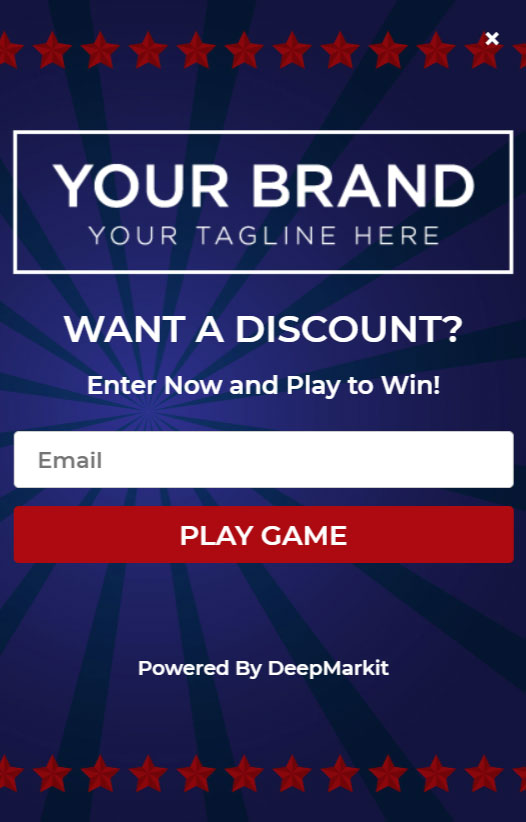 ×
YOUR BRAND
YOUR TAGLINE HERE
WANT A DISCOUNT?
Enter Now and Play to Win!
Email
PLAY GAME
Powered By DeepMarkit